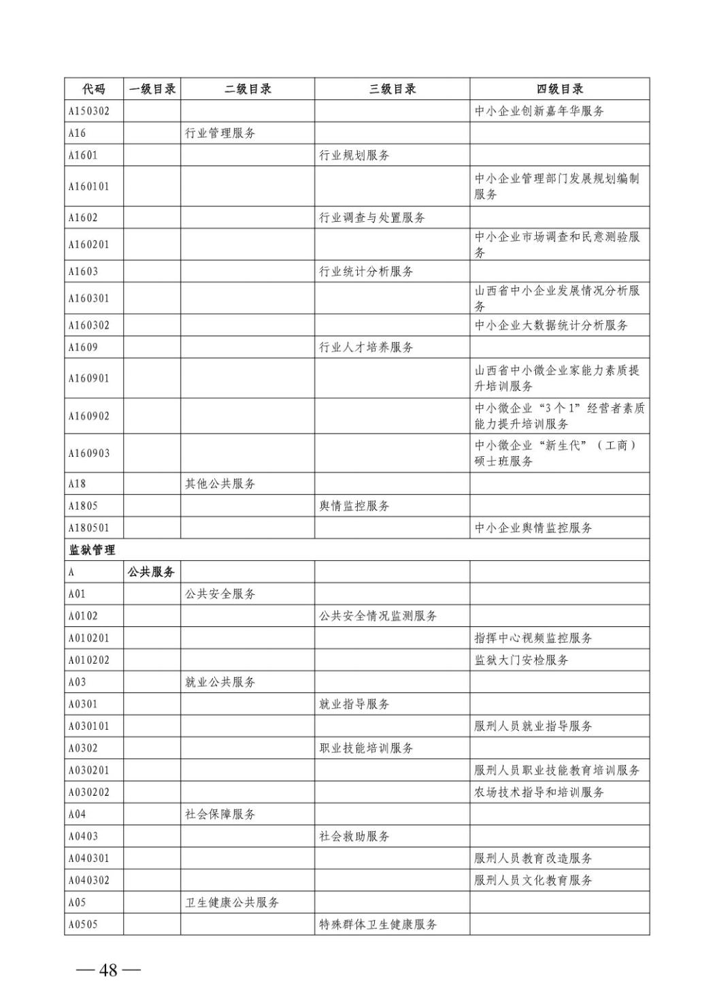 代码 一级目录 二级目录 三级目录 四级目录
A150302 中小企业创新嘉年华服务
A16 行业管理服务
A1601 行业规划服务
A160101 中小企业管理部门发展规划编制
服务
A1602 行业调查与处置服务
A160201 中小企业市场调查和民意测验服
务
A1603 行业统计分析服务
A160301 山西省中小企业发展情况分析服
务
A160302 中小企业大数据统计分析服务
A1609 行业人才培养服务
A160901 山西省中小微企业家能力素质提
升培训服务
A160902 中小微企业“3个1”经营者素质
能力提升培训服务
A160903 中小微企业“新生代”（工商）
硕士班服务
A18 其他公共服务
A1805 舆情监控服务
A180501 中小企业舆情监控服务
监狱管理
A 公共服务
A01 公共安全服务
A0102 公共安全情况监测服务
A010201 指挥中心视频监控服务
A010202 监狱大门安检服务
A03 就业公共服务
A0301 就业指导服务
A030101 服刑人员就业指导服务
A0302 职业技能培训服务
A030201 服刑人员职业技能教育培训服务
A030202 农场技术指导和培训服务
A04 社会保障服务
A0403 社会救助服务
A040301 服刑人员教育改造服务
A040302 服刑人员文化教育服务
A05 卫生健康公共服务
A0505 特殊群体卫生健康服务
— 48 —